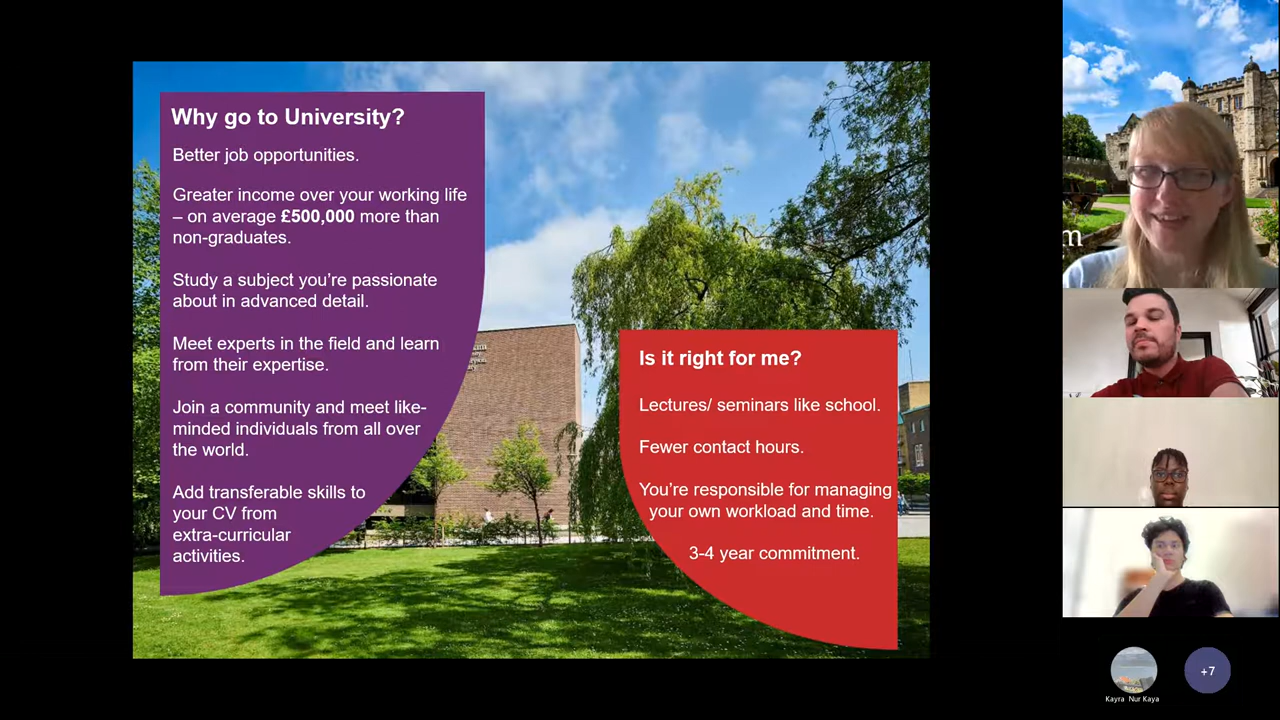 Why go to University?
Better job opportunities.
Greater income over your working life
– on average £500,000 more than
non-graduates.
Study a subject you’re passionate
about in advanced detail.
Meet experts in the field and learn
from their expertise.
Join a community and meet like-
minded individuals from all over
the world.
Add transferable skills to
your CV from
extra-curricular
activities.
Is it right for me?
Lectures/ seminars like school.
Fewer contact hours.
You’re responsible for managing
your own workload and time.
3-4 year commitment.
m
Kayra Nur Kaya
+7